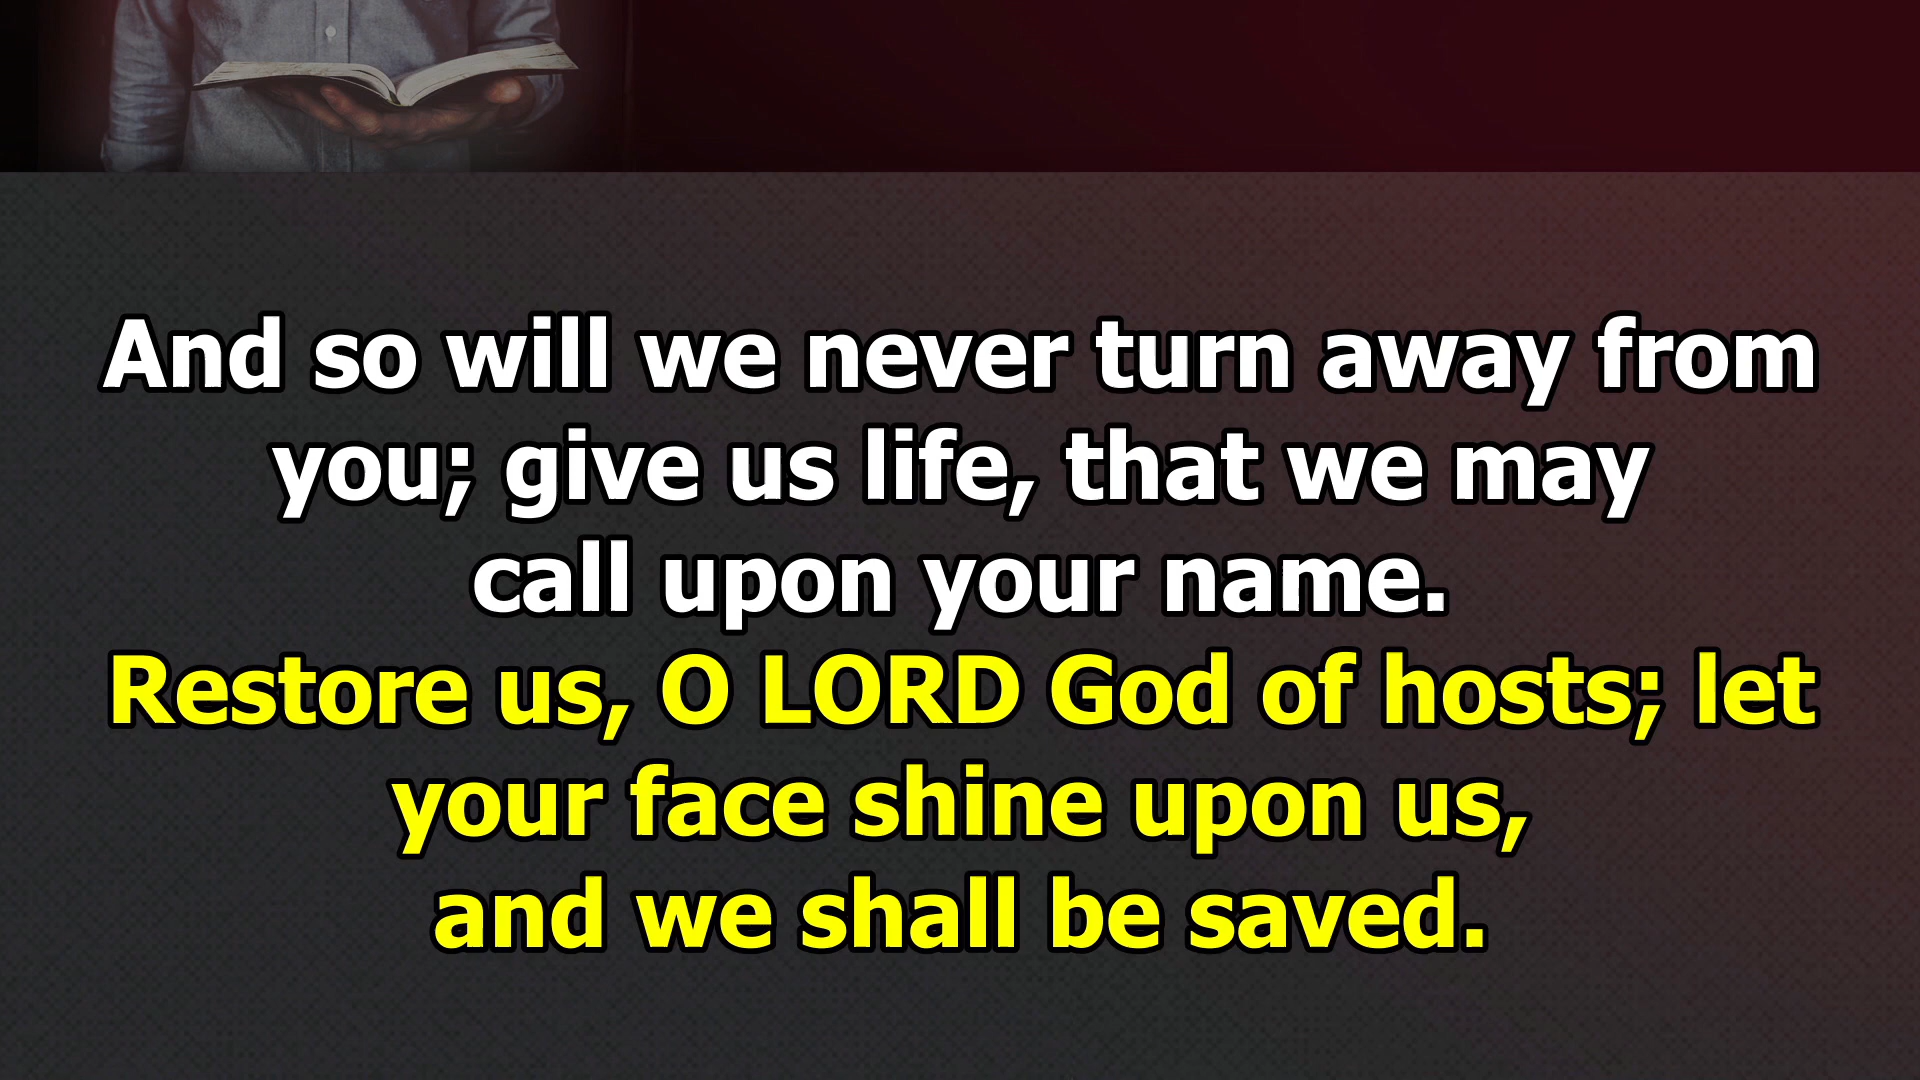 And so will we never turn away from
you; give us life, that we may
call upon your name.
Restore us, O LORD God of hosts; let
your face shine upon us,
and we shall be saved.